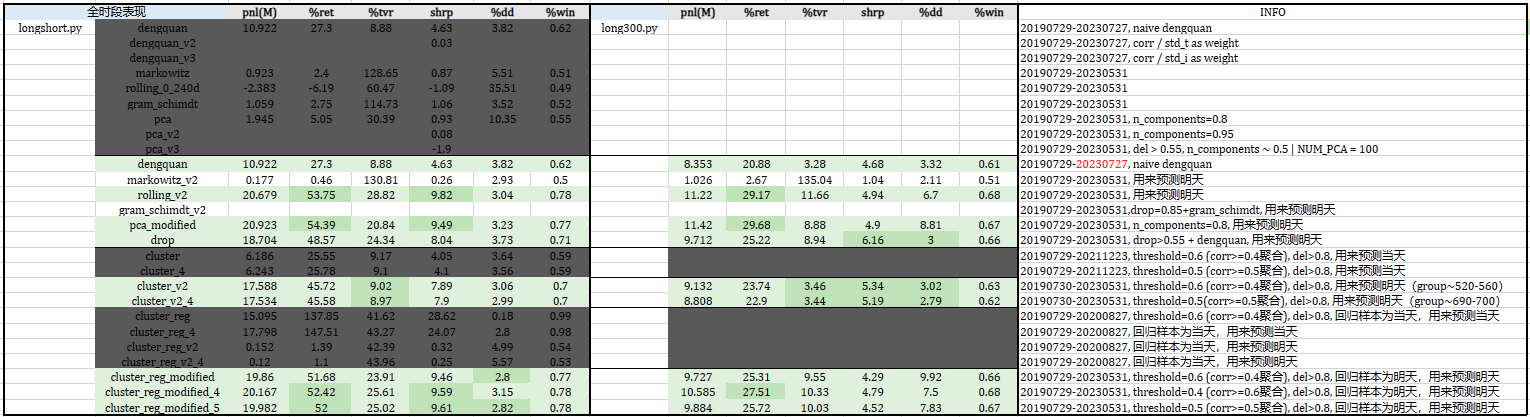 全时段表现 pnl(M) %ret %tvr shrp %dd %win pnl(M) %ret %tvr shrp %dd %win INFO
longshort.py dengquan 10.922 27.3 8.88 4.63 3.82 0.62 long300.py 20190729-20230727, naive dengquan
dengquan_v2 0.03 20190729-20230727, corr / std_t as weight
dengquan_v3 20190729-20230727, corr / std_i as weight
markowitz 0.923 2.4 128.65 0.87 5.51 0.51 20190729-20230531
rolling_0_240d -2.383 -6.19 60.47 -1.09 35.51 0.49 20190729-20230531
gram_schimdt 1.059 2.75 114.73 1.06 3.52 0.52 20190729-20230531
pca 1.945 5.05 30.39 0.93 10.35 0.55 20190729-20230531, n_components=0.8
pca_v2 0.08 20190729-20230531, n_components=0.95
pca_v3 -1.9 20190729-20230531, del > 0.55, n_components ~ 0.5 | NUM_PCA = 100
dengquan 10.922 27.3 8.88 4.63 3.82 0.62 8.353 20.88 3.28 4.68 3.32 0.61 20190729-20230727, naive dengquan
markowitz_v2 0.177 0.46 130.81 0.26 2.93 0.5 1.026 2.67 135.04 1.04 2.11 0.51 20190729-20230531, 用来预测明天
rolling_v2 20.679 53.75 28.82 9.82 3.04 0.78 11.22 29.17 11.66 4.94 6.7 0.68 20190729-20230531, 用来预测明天
gram_schimdt_v2 20190729-20230531,drop=0.85+gram_schimdt, 用来预测明天
pca_modified 20.923 54.39 20.84 9.49 3.23 0.77 11.42 29.68 8.88 4.9 8.81 0.67 20190729-20230531, n_components=0.8, 用来预测明天
drop 18.704 48.57 24.34 8.04 3.73 0.71 9.712 25.22 8.94 6.16 3 0.66 20190729-20230531, drop>0.55 + dengquan, 用来预测明天
cluster 6.186 25.55 9.17 4.05 3.64 0.59 20190729-20211223, threshold=0.6 (corr>=0.4聚合), del>0.8, 用来预测当天
cluster_4 6.243 25.78 9.1 4.1 3.56 0.59 20190729-20211223, threshold=0.5 (corr>=0.5聚合), del>0.8, 用来预测当天
cluster_v2 17.588 45.72 9.02 7.89 3.06 0.7 9.132 23.74 3.46 5.34 3.02 0.63 20190730-20230531, threshold=0.6 (corr>=0.4聚合), del>0.8, 用来预测明天（group~520-560)
cluster_v2_4 17.534 45.58 8.97 7.9 2.99 0.7 8.808 22.9 3.44 5.19 2.79 0.62 20190730-20230531, threshold=0.5(corr>=0.5聚合), del>0.8, 用来预测明天（group~690-700)
cluster_reg 15.095 137.85 41.62 28.62 0.18 0.99 20190729-20200827, threshold=0.6 (corr>=0.4聚合), del>0.8, 回归样本为当天，用来预测当天
cluster_reg_4 17.798 147.51 43.27 24.07 2.8 0.98 20190729-20200827, 回归样本为当天，用来预测当天
cluster_reg_v2 0.152 1.39 42.39 0.32 4.99 0.54 20190729-20200827, 回归样本为当天，用来预测明天
cluster_reg_v2_4 0.12 1.1 43.96 0.25 5.57 0.53 20190729-20200827, 回归样本为当天，用来预测明天
cluster_reg_modified 19.86 51.68 23.91 9.46 2.8 0.77 9.727 25.31 9.55 4.29 9.92 0.66 20190729-20230531, threshold=0.6 (corr>=0.4聚合), del>0.8, 回归样本为明天，用来预测明天
cluster_reg_modified_4 20.167 52.42 25.61 9.59 3.15 0.78 10.585 27.51 10.33 4.79 7.5 0.68 20190729-20230531, threshold=0.4 (corr>=0.6聚合), del>0.8, 回归样本为明天，用来预测明天
cluster_reg_modified_5 19.982 52 25.02 9.61 2.82 0.78 9.884 25.72 10.03 4.52 7.83 0.67 20190729-20230531, threshold=0.5 (corr>=0.5聚合), del>0.8, 回归样本为明天，用来预测明天